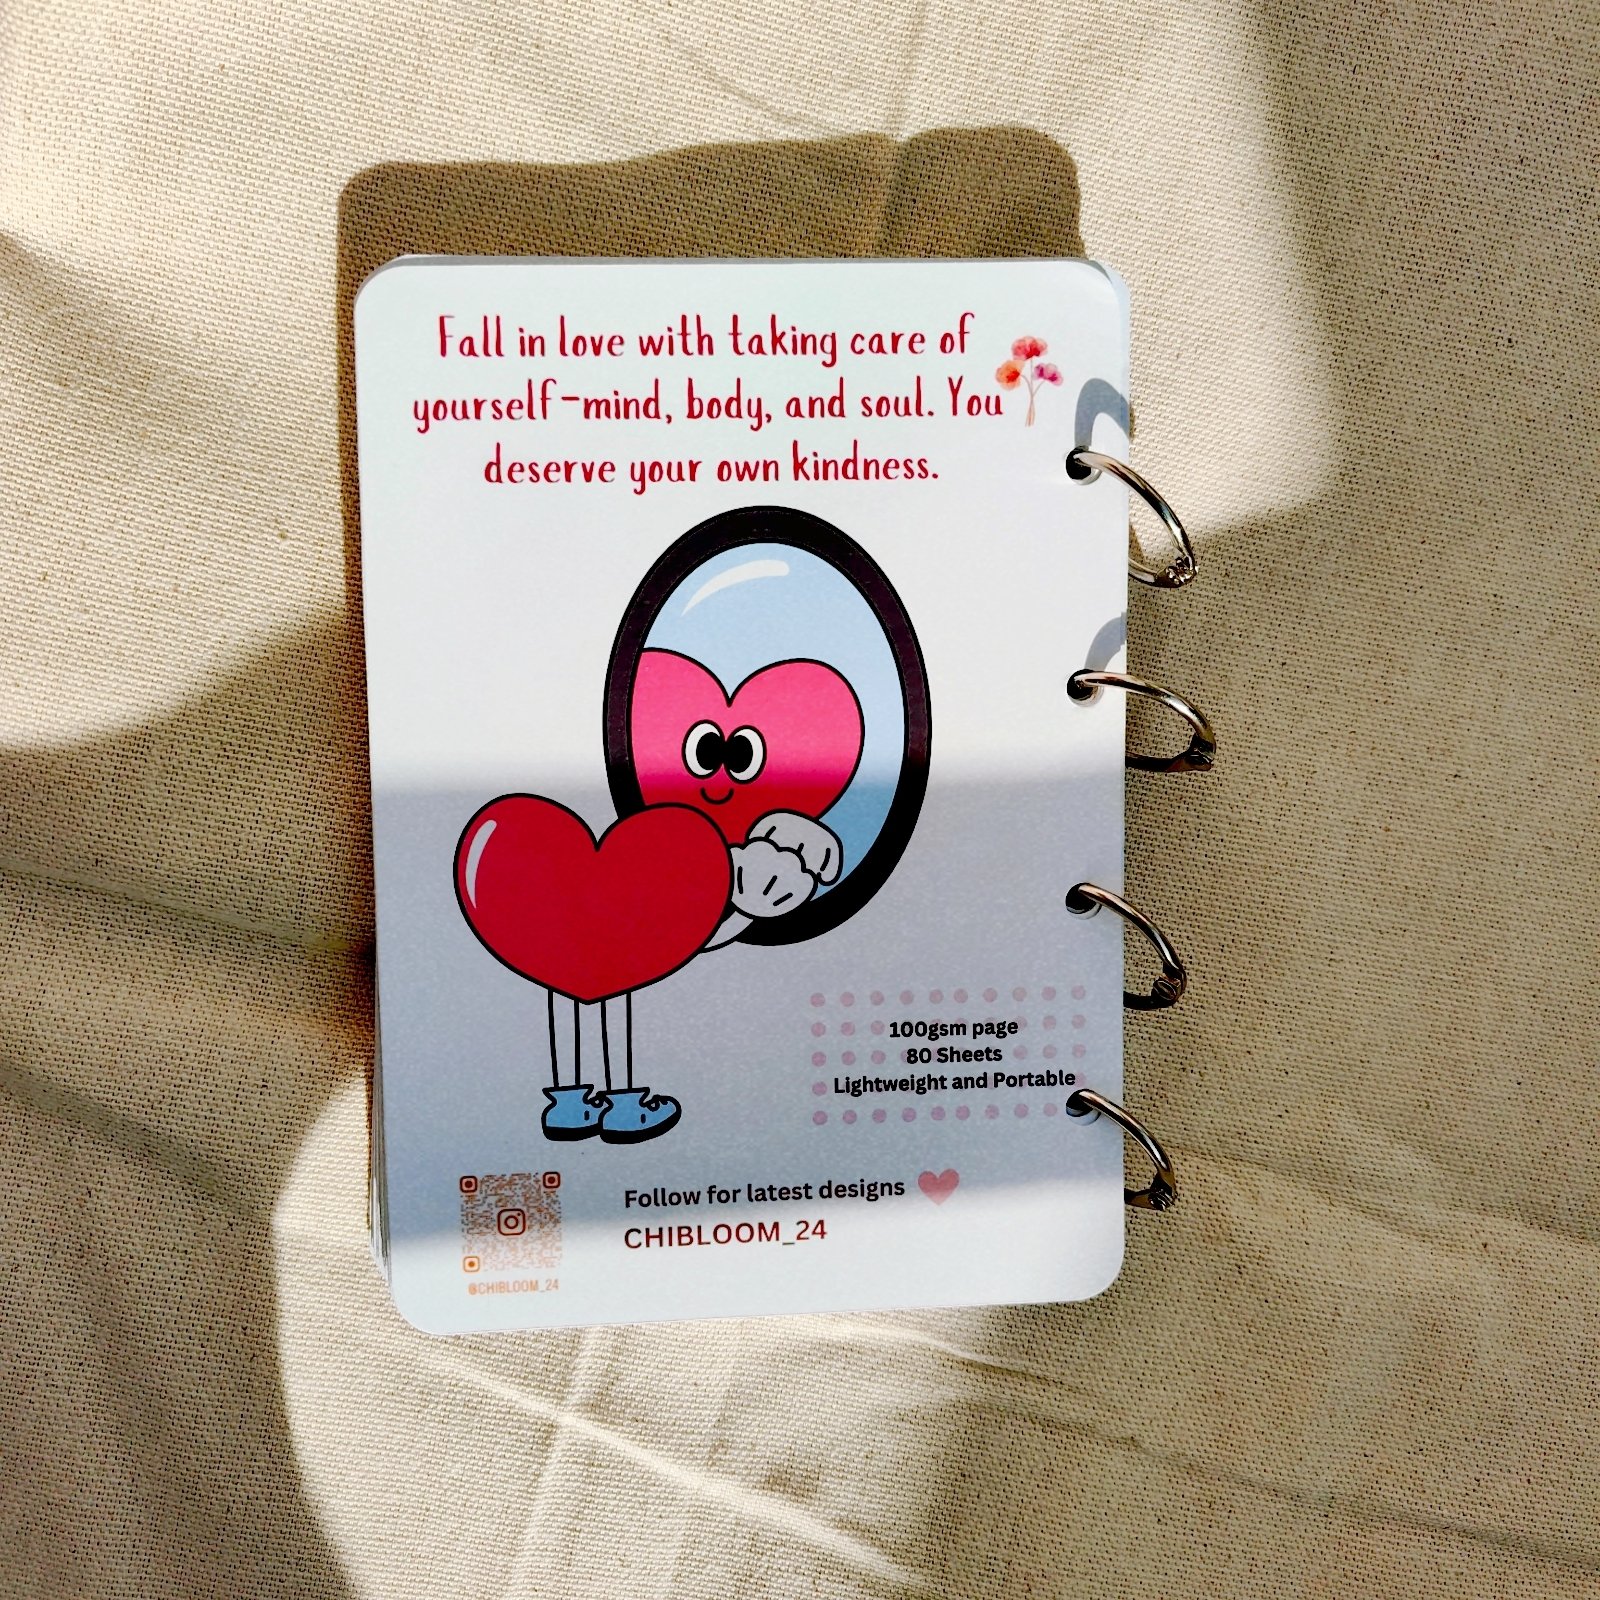 Fall in love with taking care of
yourself-mind, body, and soul. You
deserve your own kindness.
100gsm page
80 Sheets
Lightweight and Portable
Follow for latest designs
CHIBLOOM_24
@CHIBLOOM_24